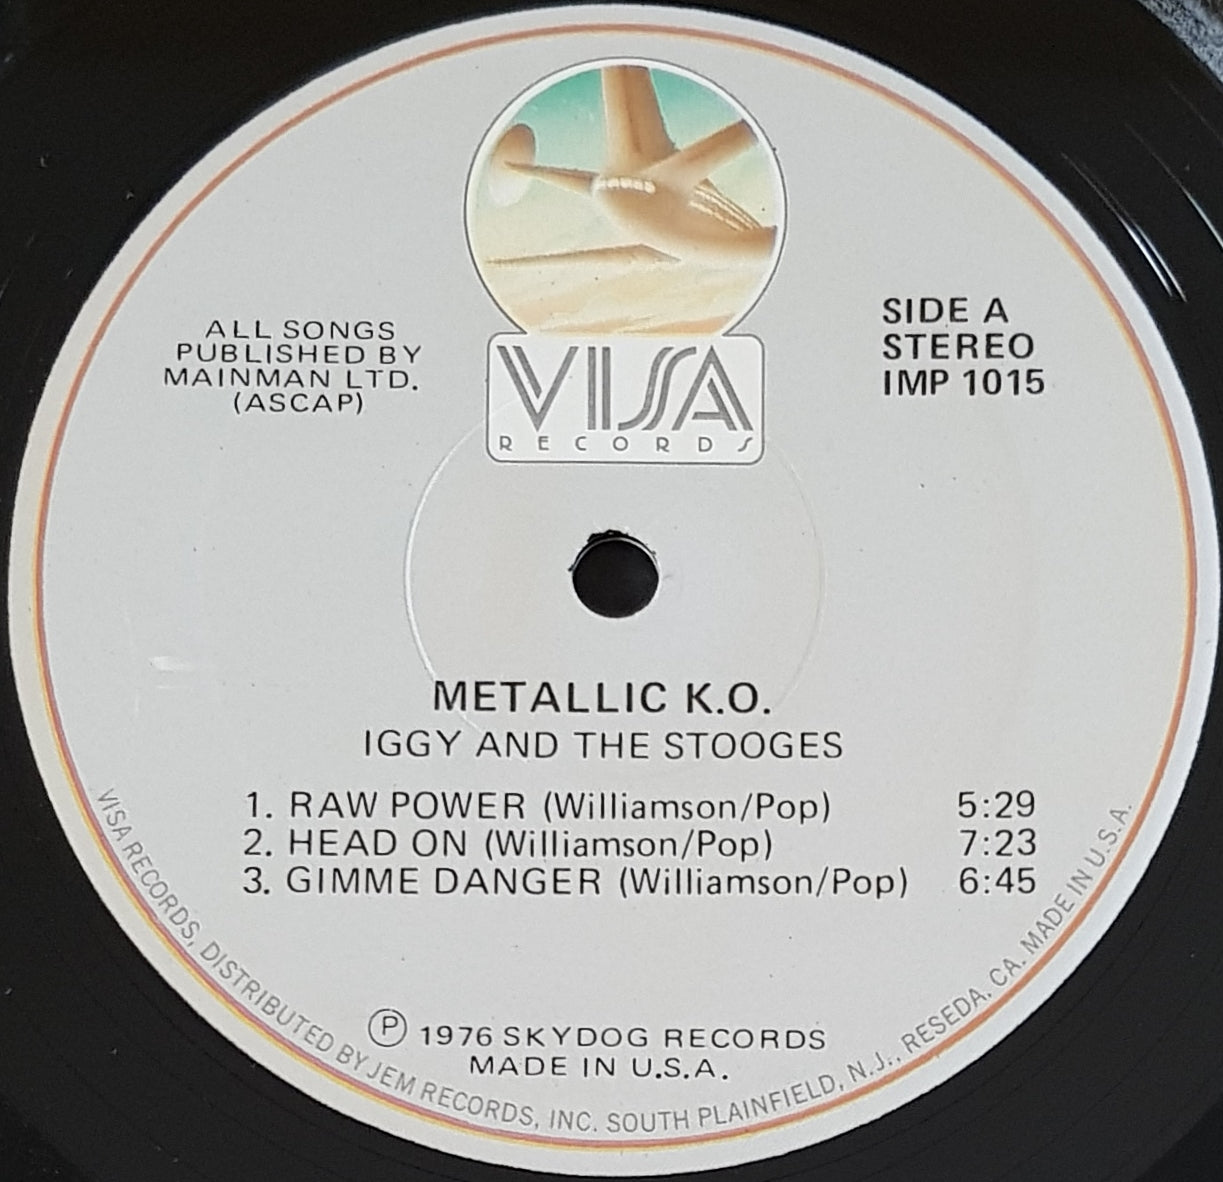 VISA
RECORDS
ALL SONGS
PUBLISHED BY
MAINMAN LTD.
(ASCAP)
SIDE A
STEREO
IMP 1015
METALLIC K.O.
IGGY AND THE STOOGES
1. RAW POWER (Williamson/Pop) 5:29
2. HEAD ON (Williamson/Pop) 7:23
3. GIMME DANGER (Williamson/Pop) 6:45
Ⓟ 1976 SKYDOG RECORDS
MADE IN U.S.A.
VISA RECORDS, DISTRIBUTED BY JEM RECORDS, INC. SOUTH PLAINFIELD, N.J., RESEDA, CA. MADE IN U.S.A.